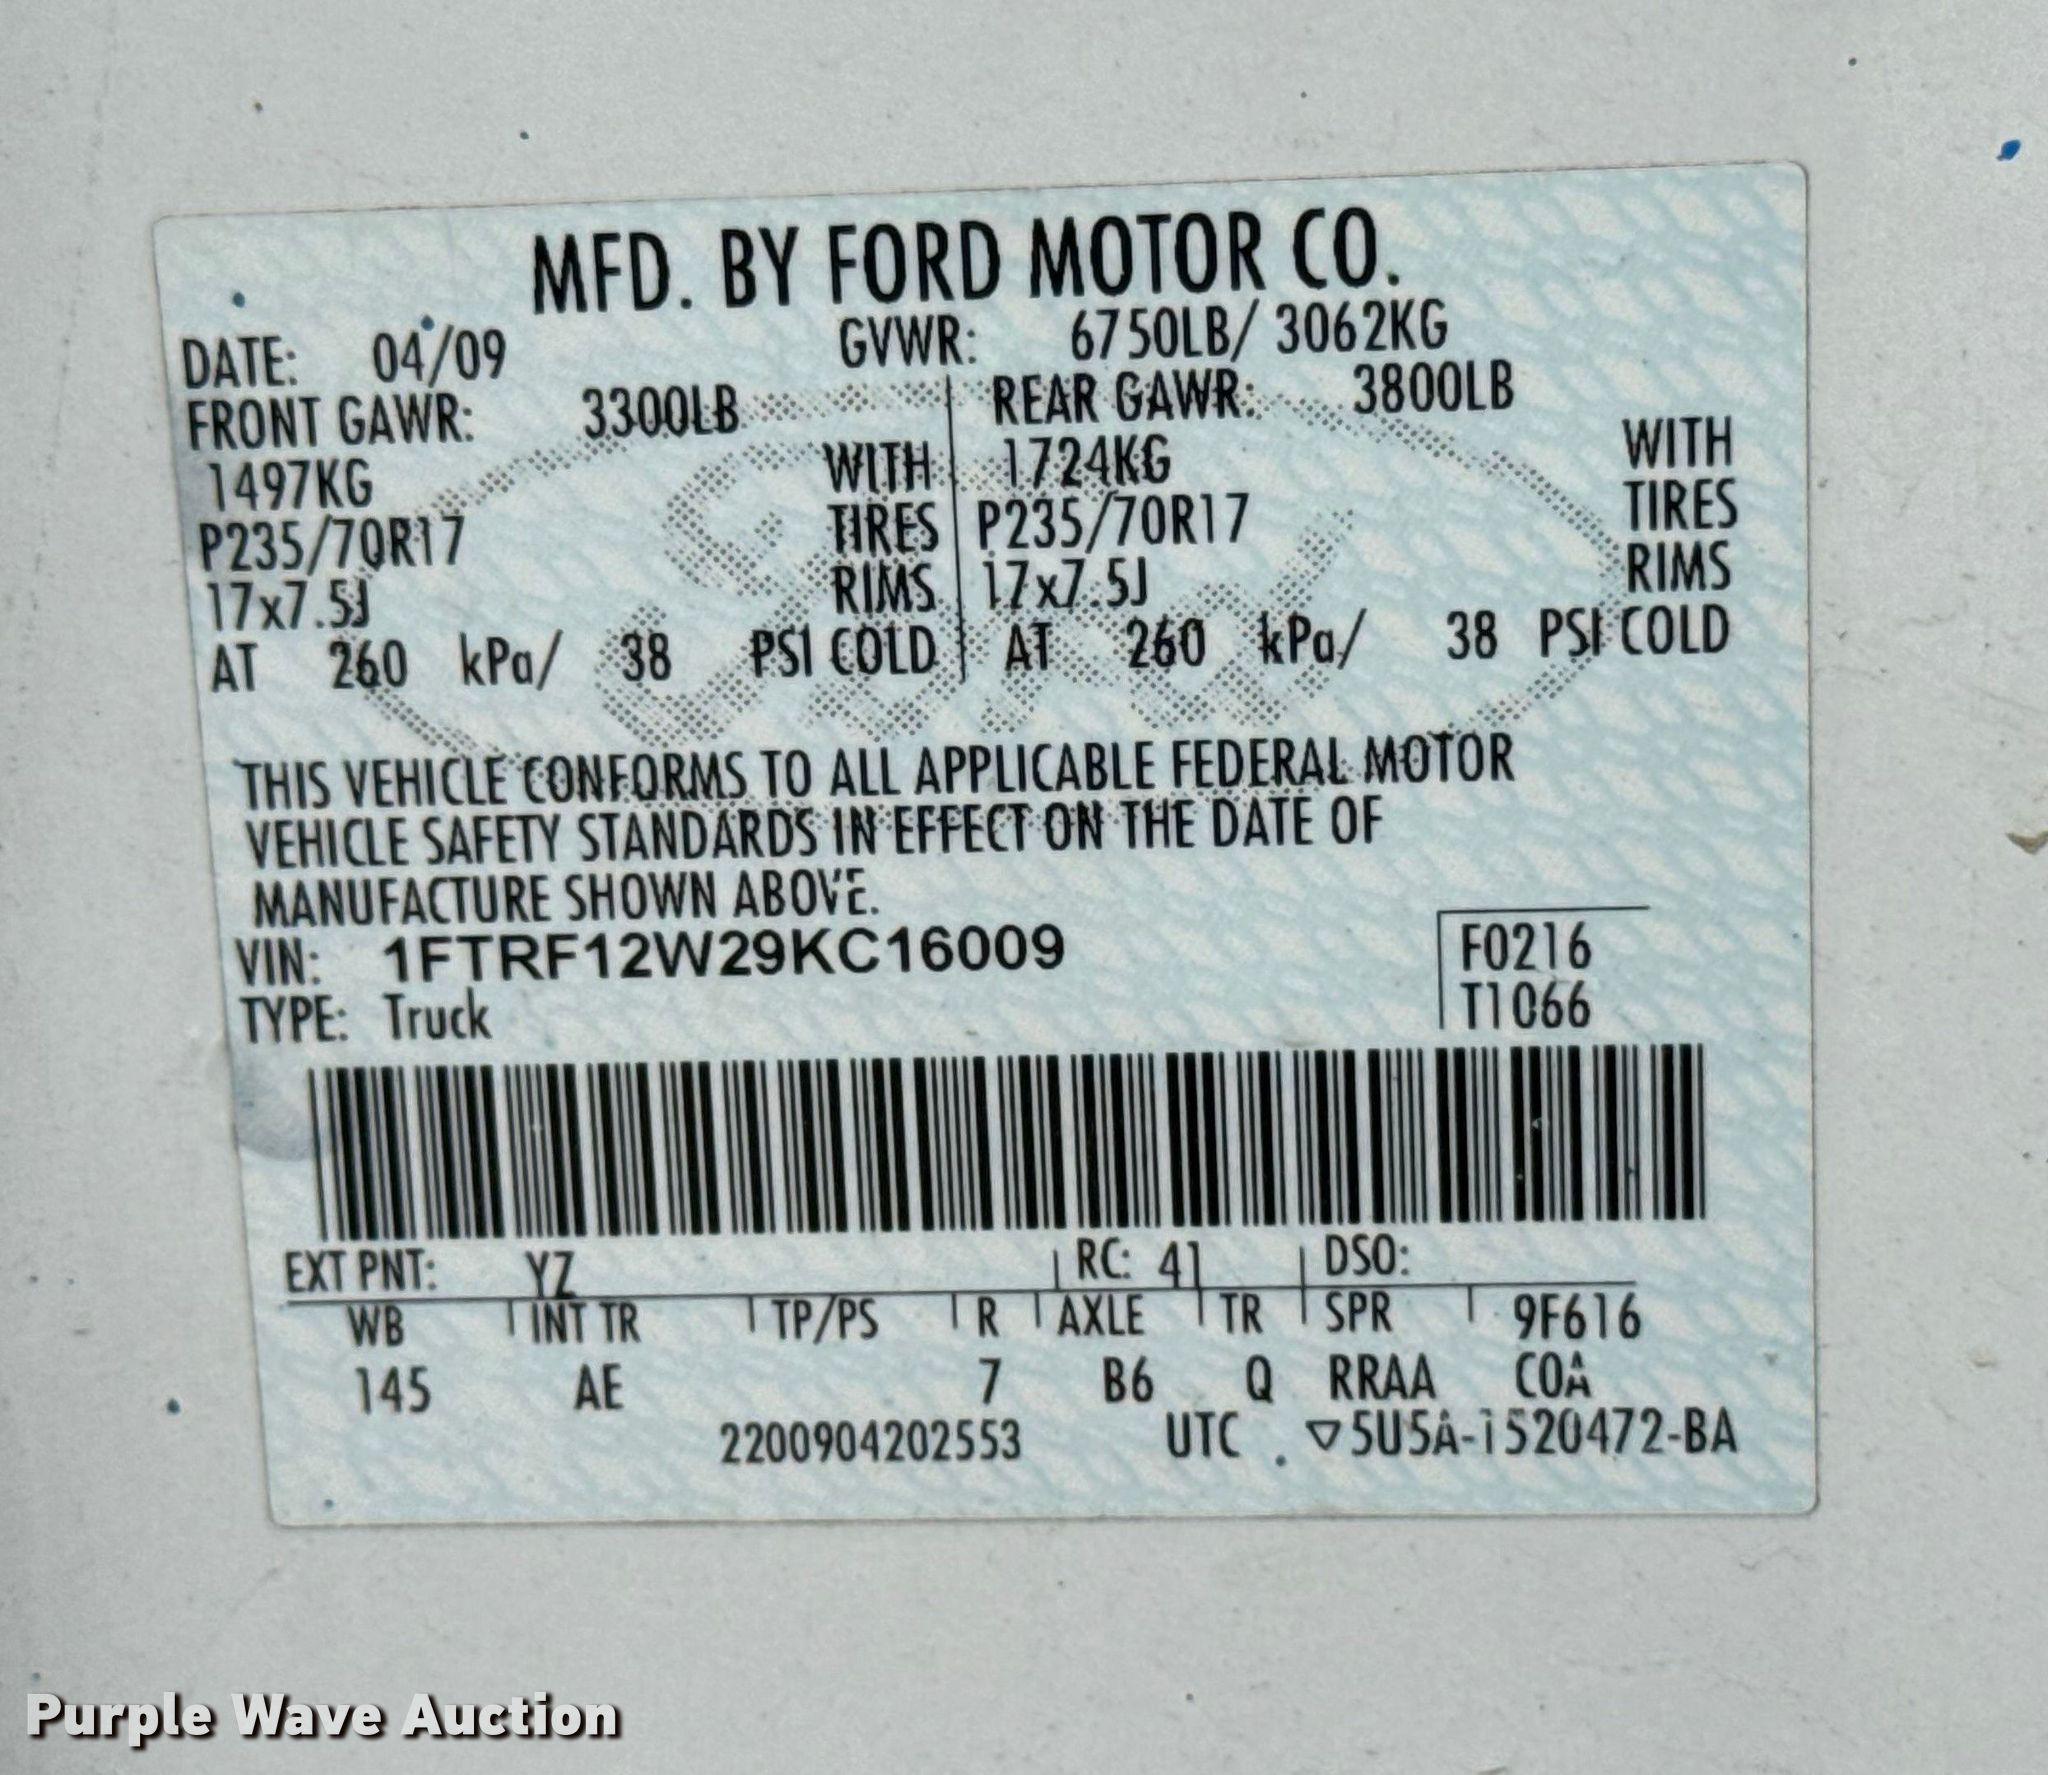 MFD. BY FORD MOTOR CO.
DATE: 04/09 GVWR: 6750LB/ 3062KG
FRONT GAWR: 3300LB REAR GAWR: 3800LB
1497KG WITH 1724KG WITH
P235/70R17 TIRES P235/70R17 TIRES
17x7.5J RIMS 17x7.5J RIMS
AT 260 kPa/ 38 PSI COLD AT 260 kPa/ 38 PSI COLD
THIS VEHICLE CONFORMS TO ALL APPLICABLE FEDERAL MOTOR
VEHICLE SAFETY STANDARDS IN EFFECT ON THE DATE OF
MANUFACTURE SHOWN ABOVE.
VIN: 1FTRF12W29KC16009 F0216
TYPE: Truck T1066
EXT PNT: YZ RC: 41 DSO:
WB INT TR TP/PS R AXLE TR SPR 9F616
145 AE 7 B6 Q RRAA COA
2200904202553 UTC ▽5U5A-1520472-BA
Purple Wave Auction